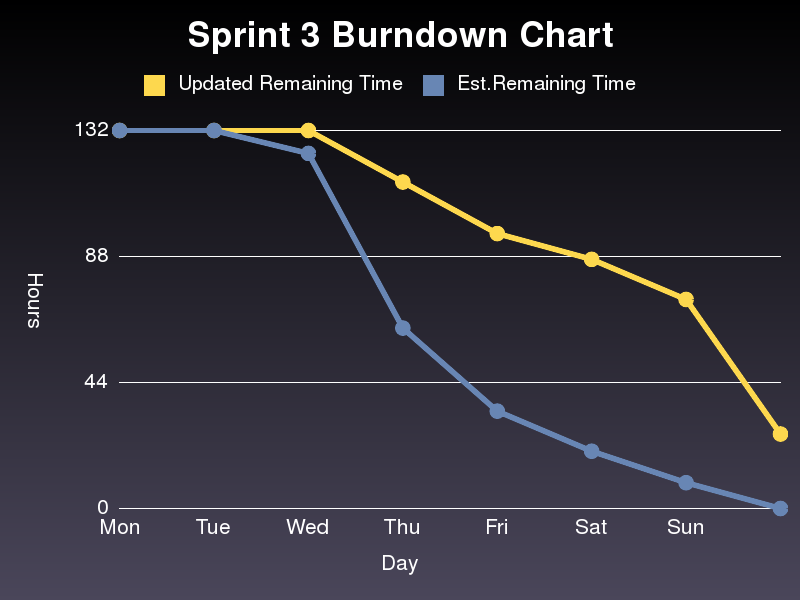 Sprint 3 Burndown Chart
Updated Remaining Time
Est.Remaining Time
132
88
44
0
Hours
Mon Tue Wed Thu Fri Sat Sun
Day